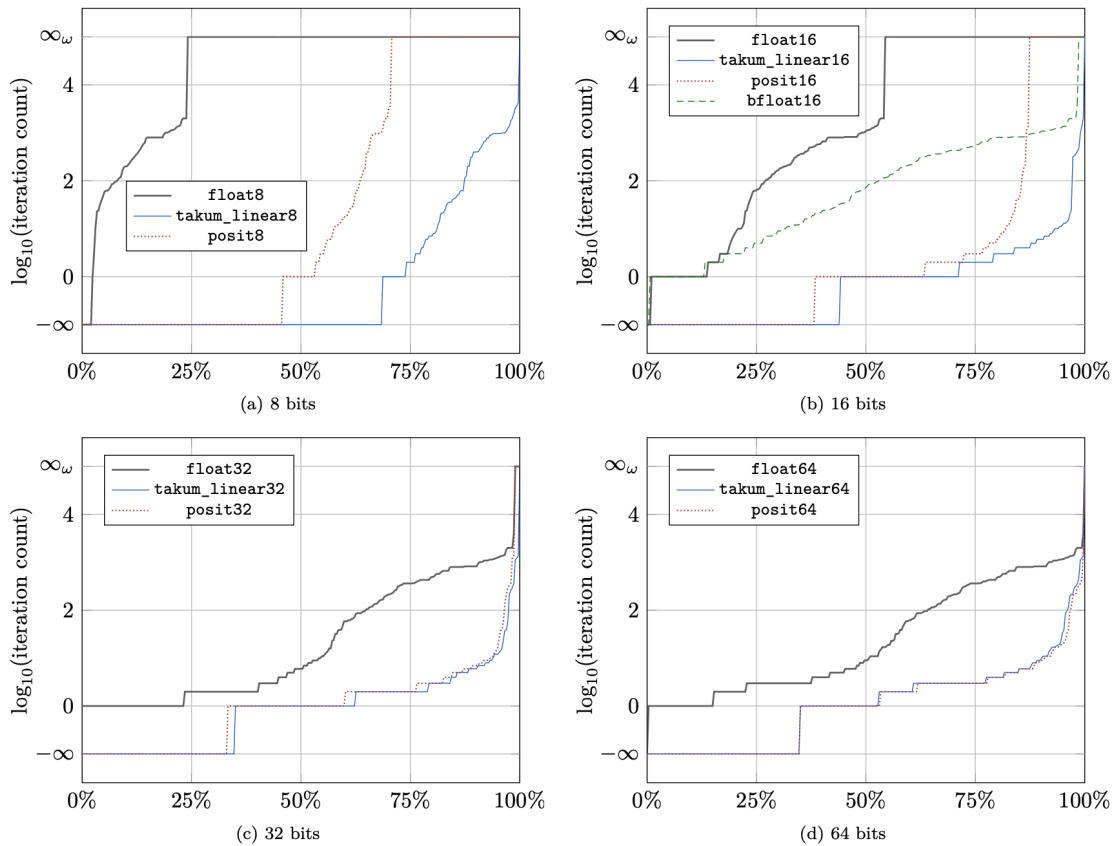 ∞ω
4
2
0
−∞
log₁₀(iteration count)
float8
takum_linear8
posit8
0%
25%
50%
75%
100%
(a) 8 bits
∞ω
4
2
0
−∞
log₁₀(iteration count)
float16
takum_linear16
posit16
bfloat16
0%
25%
50%
75%
100%
(b) 16 bits
∞ω
4
2
0
−∞
log₁₀(iteration count)
float32
takum_linear32
posit32
0%
25%
50%
75%
100%
(c) 32 bits
∞ω
4
2
0
−∞
log₁₀(iteration count)
float64
takum_linear64
posit64
0%
25%
50%
75%
100%
(d) 64 bits